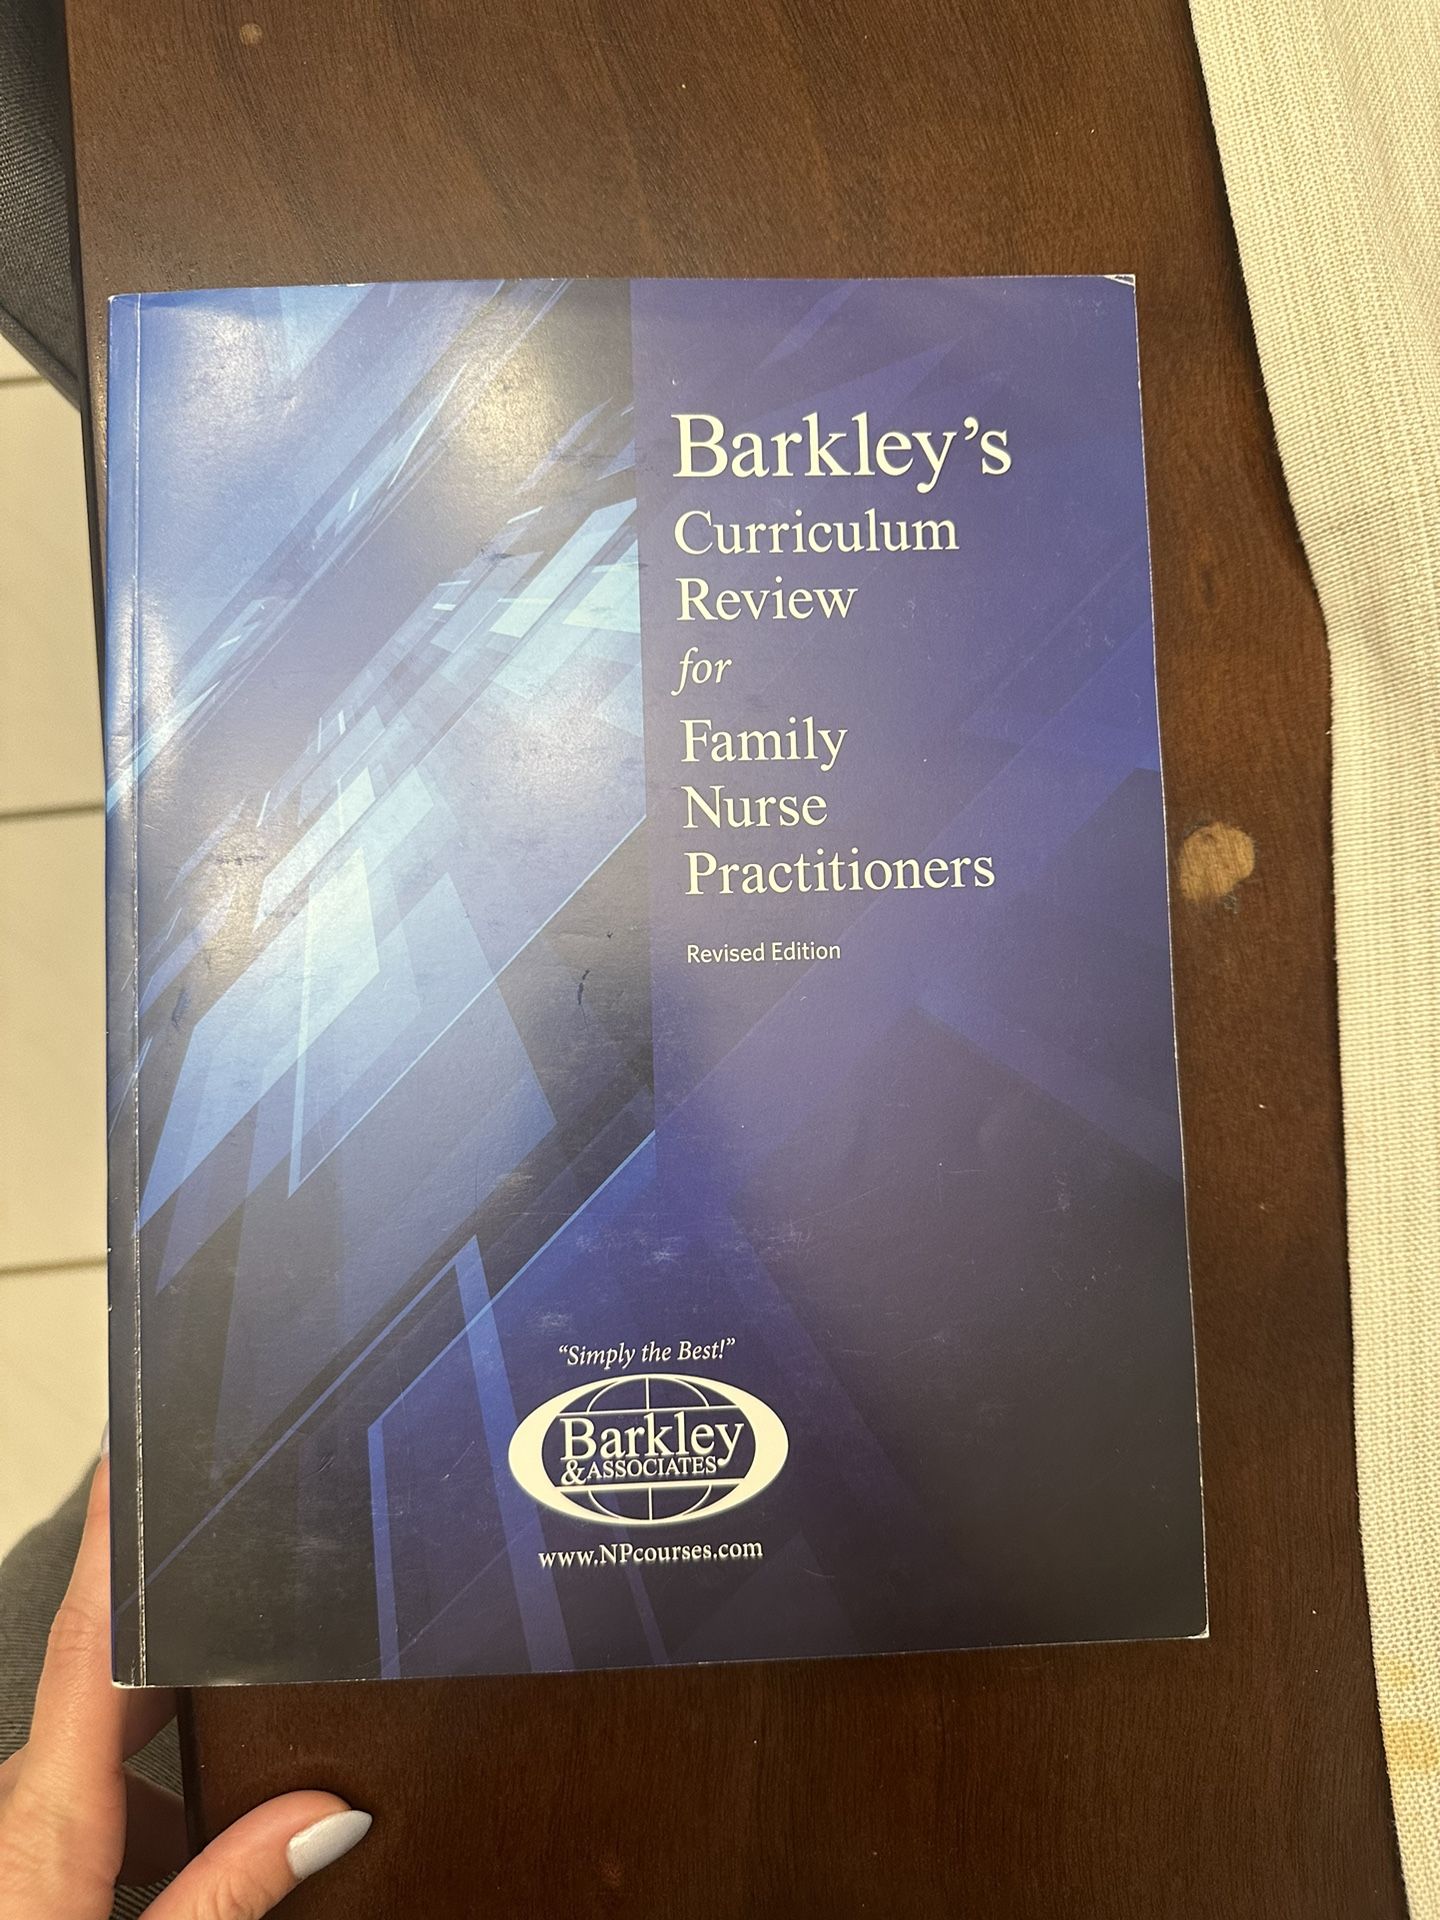 Barkley’s
Curriculum
Review
for
Family
Nurse
Practitioners
Revised Edition
“Simply the Best!”
Barkley
& ASSOCIATES
www.NPcourses.com